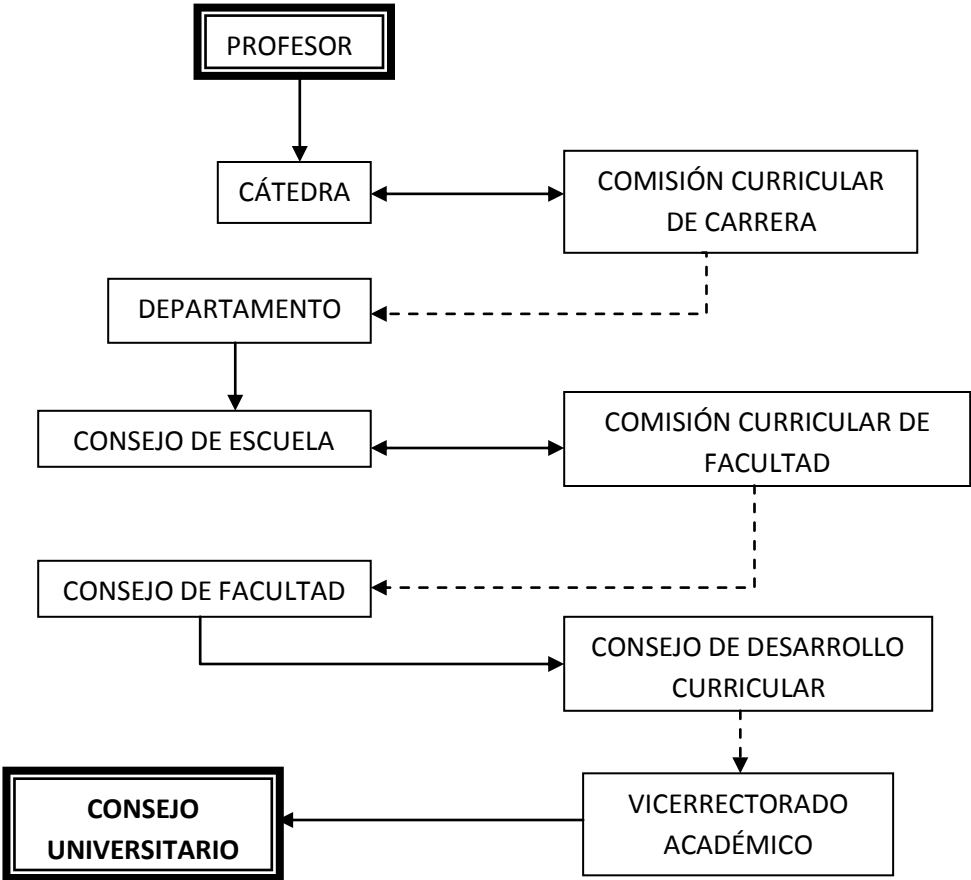 PROFESOR
CÁTEDRA
COMISIÓN CURRICULAR
DE CARRERA
DEPARTAMENTO
CONSEJO DE ESCUELA
COMISIÓN CURRICULAR DE
FACULTAD
CONSEJO DE FACULTAD
CONSEJO DE DESARROLLO
CURRICULAR
VICERRECTORADO
ACADÉMICO
CONSEJO
UNIVERSITARIO